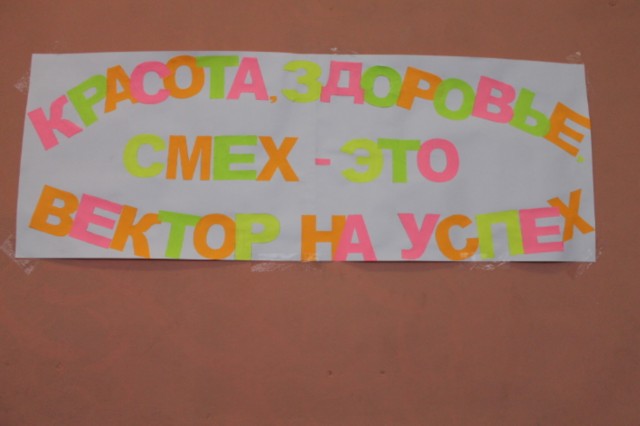 КРАСОТА, ЗДОРОВЬЕ,
СМЕХ - ЭТО
ВЕКТОР НА УСПЕХ